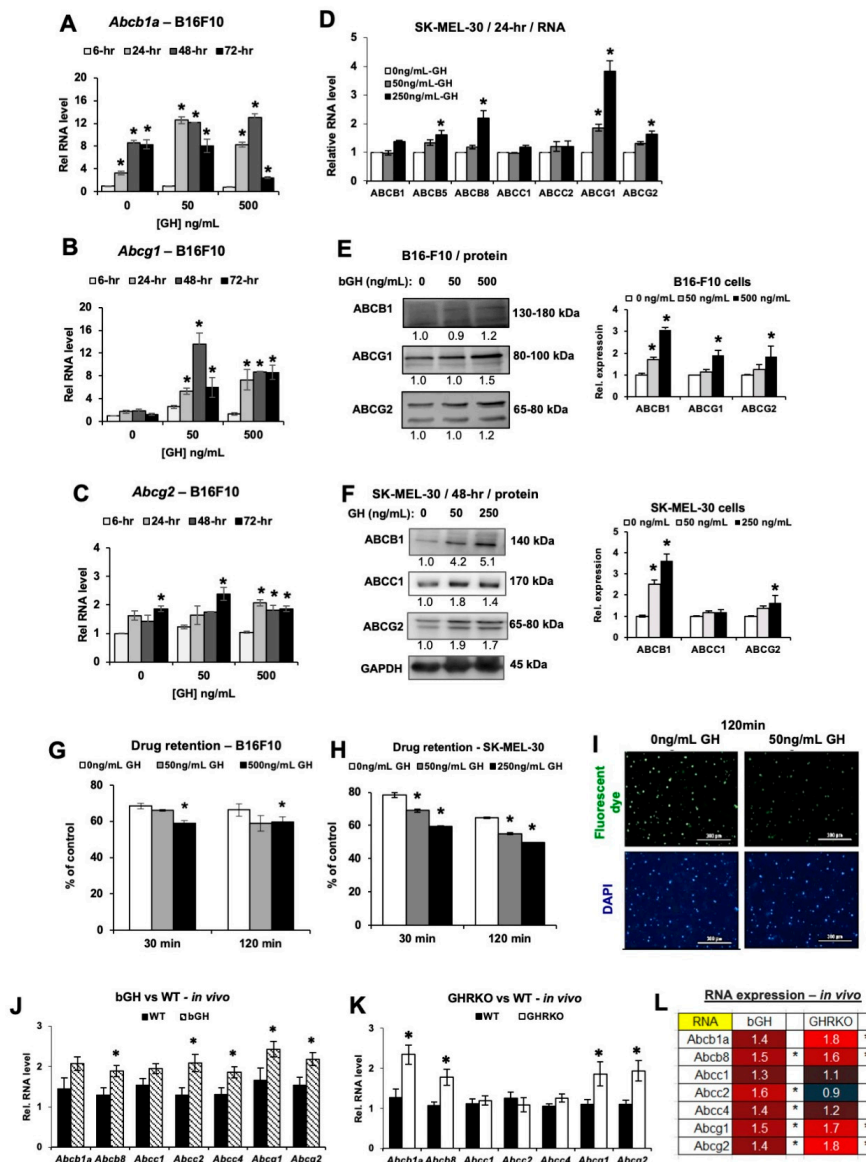 A
Abcb1a – B16F10
6-hr 24-hr 48-hr 72-hr
Rel RNA level
20
16
12
8
4
0
* * * * * * * * *
0 50 500
[GH] ng/mL
B
Abcg1 – B16F10
6-hr 24-hr 48-hr 72-hr
Rel RNA level
20
16
12
8
4
0
* * * * * *
0 50 500
[GH] ng/mL
C
Abcg2 – B16F10
6-hr 24-hr 48-hr 72-hr
Rel RNA level
4
3
2
1
0
* * * * *
0 50 500
[GH] ng/mL
D
SK-MEL-30 / 24-hr / RNA
0ng/mL-GH
50ng/mL-GH
250ng/mL-GH
Relative RNA level
5
4
3
2
1
0
* * * * *
ABCB1 ABCB5 ABCB8 ABCC1 ABCC2 ABCG1 ABCG2
E
B16-F10 / protein
bGH (ng/mL): 0 50 500
ABCB1 130-180 kDa
1.0 0.9 1.2
ABCG1 80-100 kDa
1.0 1.0 1.5
ABCG2 65-80 kDa
1.0 1.0 1.2
B16-F10 cells
0 ng/mL 50 ng/mL 500 ng/mL
Rel. expressoin
4
3
2
1
0
* * * *
ABCB1 ABCG1 ABCG2
F
SK-MEL-30 / 48-hr / protein
GH (ng/mL): 0 50 250
ABCB1 140 kDa
1.0 4.2 5.1
ABCC1 170 kDa
1.0 1.8 1.4
ABCG2 65-80 kDa
1.0 1.9 1.7
GAPDH 45 kDa
SK-MEL-30 cells
0 ng/mL 50 ng/mL 250 ng/mL
Rel. expression
5
4
3
2
1
0
* * *
ABCB1 ABCC1 ABCG2
G
Drug retention – B16F10
0ng/mL GH 50ng/mL GH 500ng/mL GH
% of control
100
80
60
40
20
0
* *
30 min 120 min
H
Drug retention - SK-MEL-30
0ng/mL GH 50ng/mL GH 250ng/mL GH
% of control
80
60
40
20
0
* * * *
30 min 120 min
I
120min
0ng/mL GH 50ng/mL GH
Fluorescent dye
DAPI
J
bGH vs WT - in vivo
WT bGH
Rel. RNA level
3
2
1
0
* * * * *
Abcb1a Abcb8 Abcc1 Abcc2 Abcc4 Abcg1 Abcg2
K
GHRKO vs WT - in vivo
WT GHRKO
Rel. RNA level
3
2
1
0
* * * *
Abcb1a Abcb8 Abcc1 Abcc2 Abcc4 Abcg1 Abcg2
L
RNA expression – in vivo
RNA bGH GHRKO
Abcb1a 1.4 1.8 *
Abcb8 1.5 * 1.6 *
Abcc1 1.3 1.1
Abcc2 1.6 * 0.9
Abcc4 1.4 * 1.2
Abcg1 1.5 * 1.7 *
Abcg2 1.4 * 1.8 *